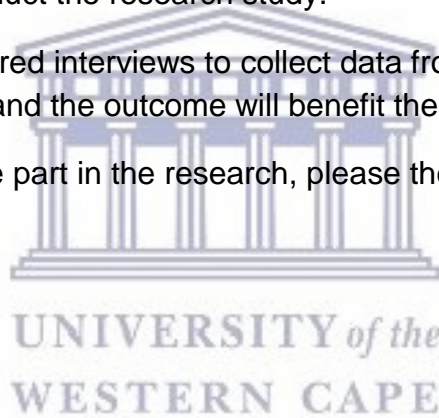 duct the research study.
red interviews to collect data fro
and the outcome will benefit the
e part in the research, please the
UNIVERSITY of the
WESTERN CAPE